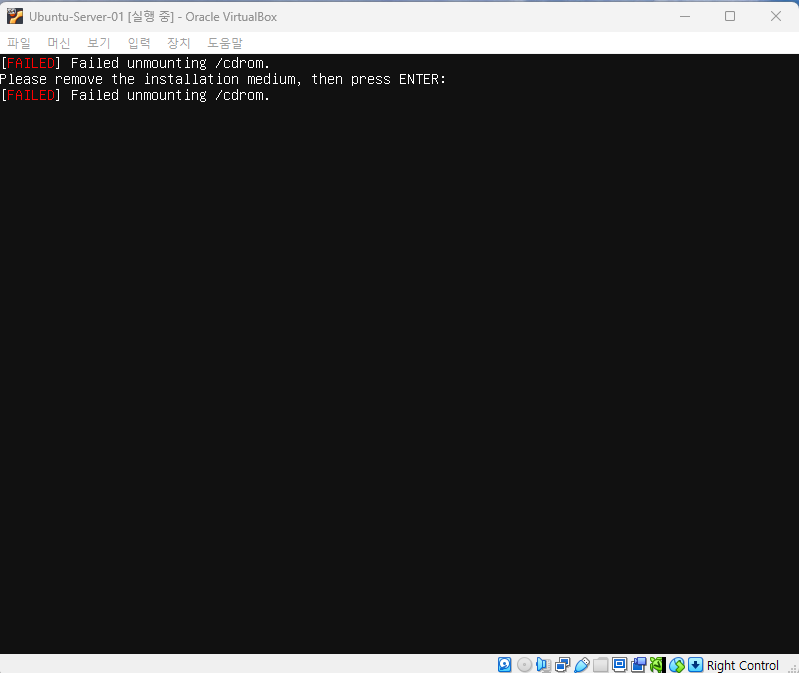 Ubuntu-Server-01 [실행 중] - Oracle VirtualBox
파일 머신 보기 입력 장치 도움말
[FAILED] Failed unmounting /cdrom.
Please remove the installation medium, then press ENTER:
[FAILED] Failed unmounting /cdrom.
Right Control